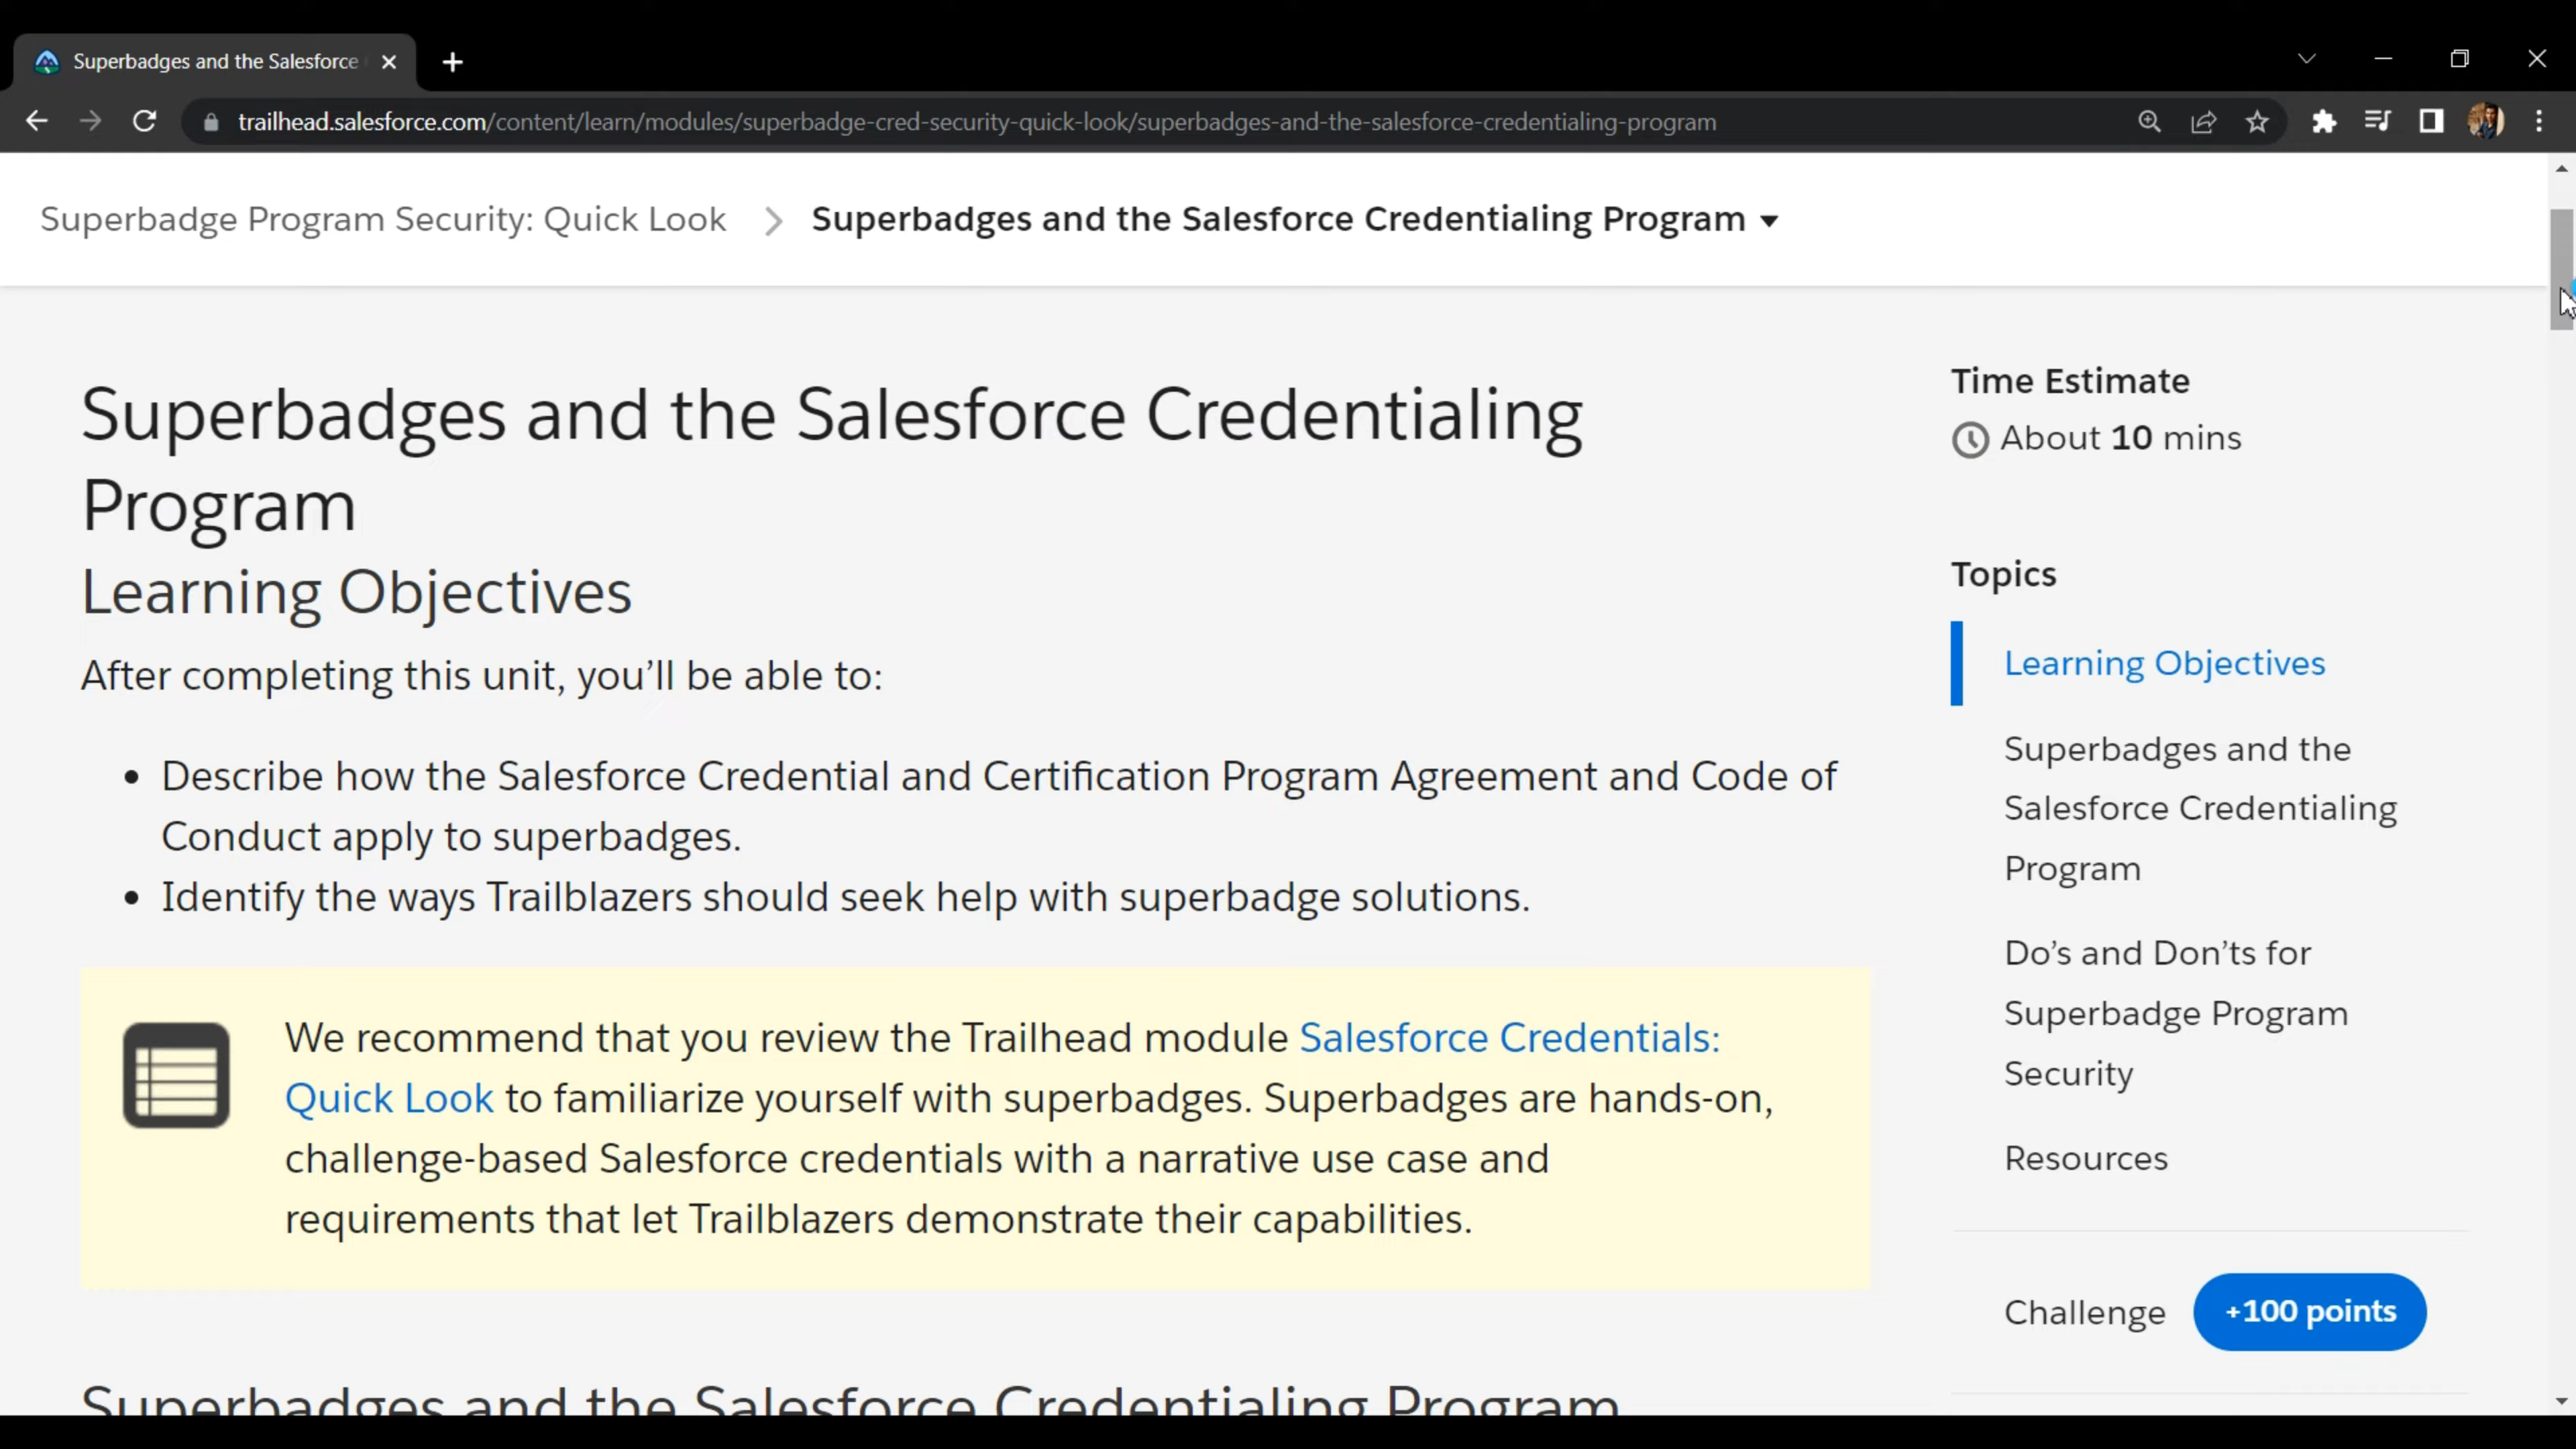 Superbadges and the Salesforce
trailhead.salesforce.com/content/learn/modules/superbadge-cred-security-quick-look/superbadges-and-the-salesforce-credentialing-program
Superbadge Program Security: Quick Look
Superbadges and the Salesforce Credentialing Program
Superbadges and the Salesforce Credentialing
Program
Learning Objectives
After completing this unit, you’ll be able to:
• Describe how the Salesforce Credential and Certification Program Agreement and Code of
Conduct apply to superbadges.
• Identify the ways Trailblazers should seek help with superbadge solutions.
We recommend that you review the Trailhead module Salesforce Credentials:
Quick Look to familiarize yourself with superbadges. Superbadges are hands-on,
challenge-based Salesforce credentials with a narrative use case and
requirements that let Trailblazers demonstrate their capabilities.
Superbadges and the Salesforce Credentialing Program
Time Estimate
About 10 mins
Topics
Learning Objectives
Superbadges and the
Salesforce Credentialing
Program
Do’s and Don’ts for
Superbadge Program
Security
Resources
Challenge
+100 points